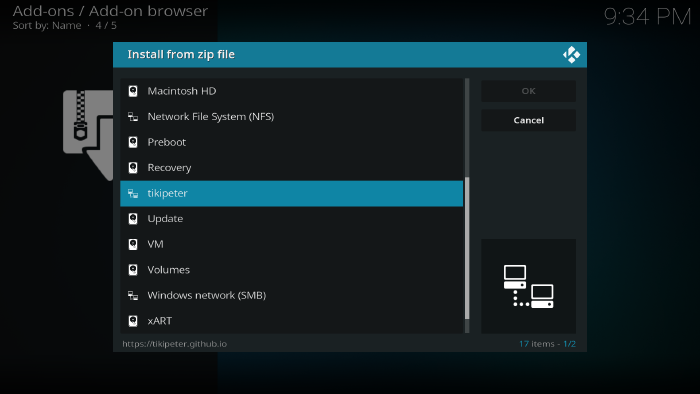 Add-ons / Add-on browser
Sort by: Name · 4 / 5
9:34 PM
Install from zip file
Macintosh HD
Network File System (NFS)
Preboot
Recovery
tikipeter
Update
VM
Volumes
Windows network (SMB)
xART
OK
Cancel
https://tikipeter.github.io
17 items - 1/2